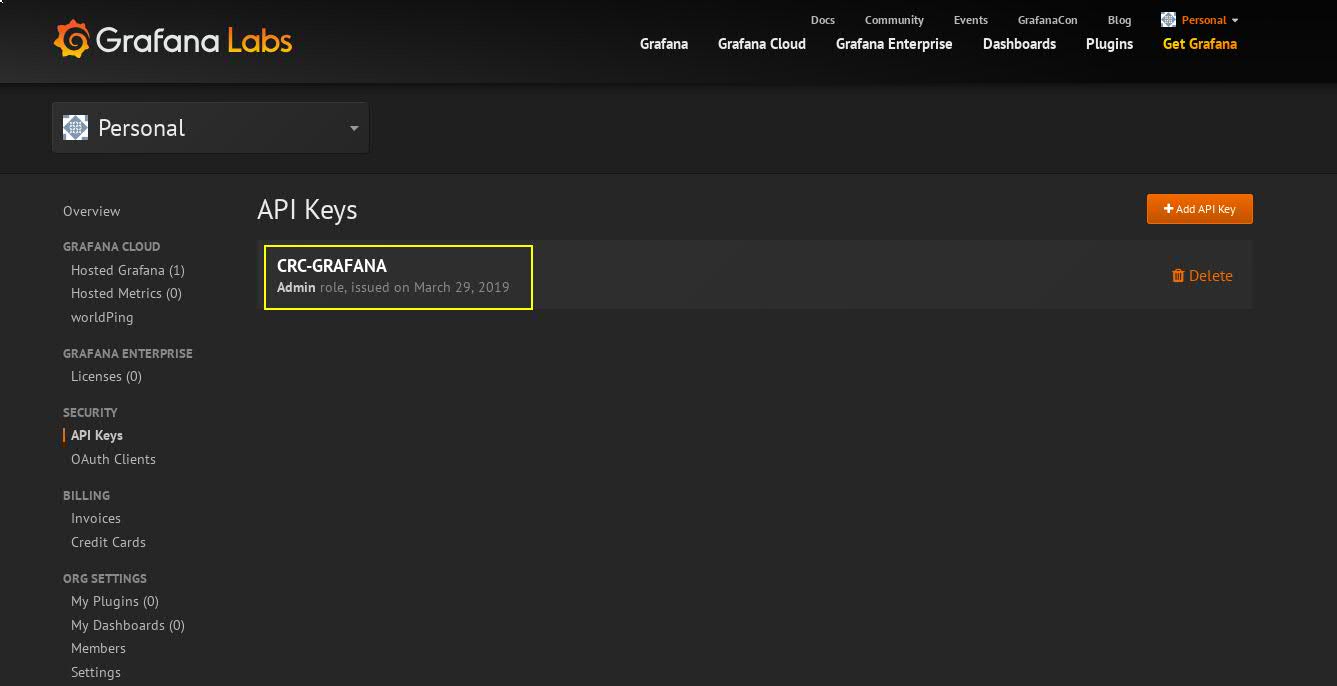 Grafana Labs
Docs Community Events GrafanaCon Blog Personal
Grafana Grafana Cloud Grafana Enterprise Dashboards Plugins Get Grafana
Personal
Overview
GRAFANA CLOUD
Hosted Grafana (1)
Hosted Metrics (0)
worldPing
GRAFANA ENTERPRISE
Licenses (0)
SECURITY
API Keys
OAuth Clients
BILLING
Invoices
Credit Cards
ORG SETTINGS
My Plugins (0)
My Dashboards (0)
Members
Settings
API Keys
Add API Key
CRC-GRAFANA
Admin role, issued on March 29, 2019
Delete